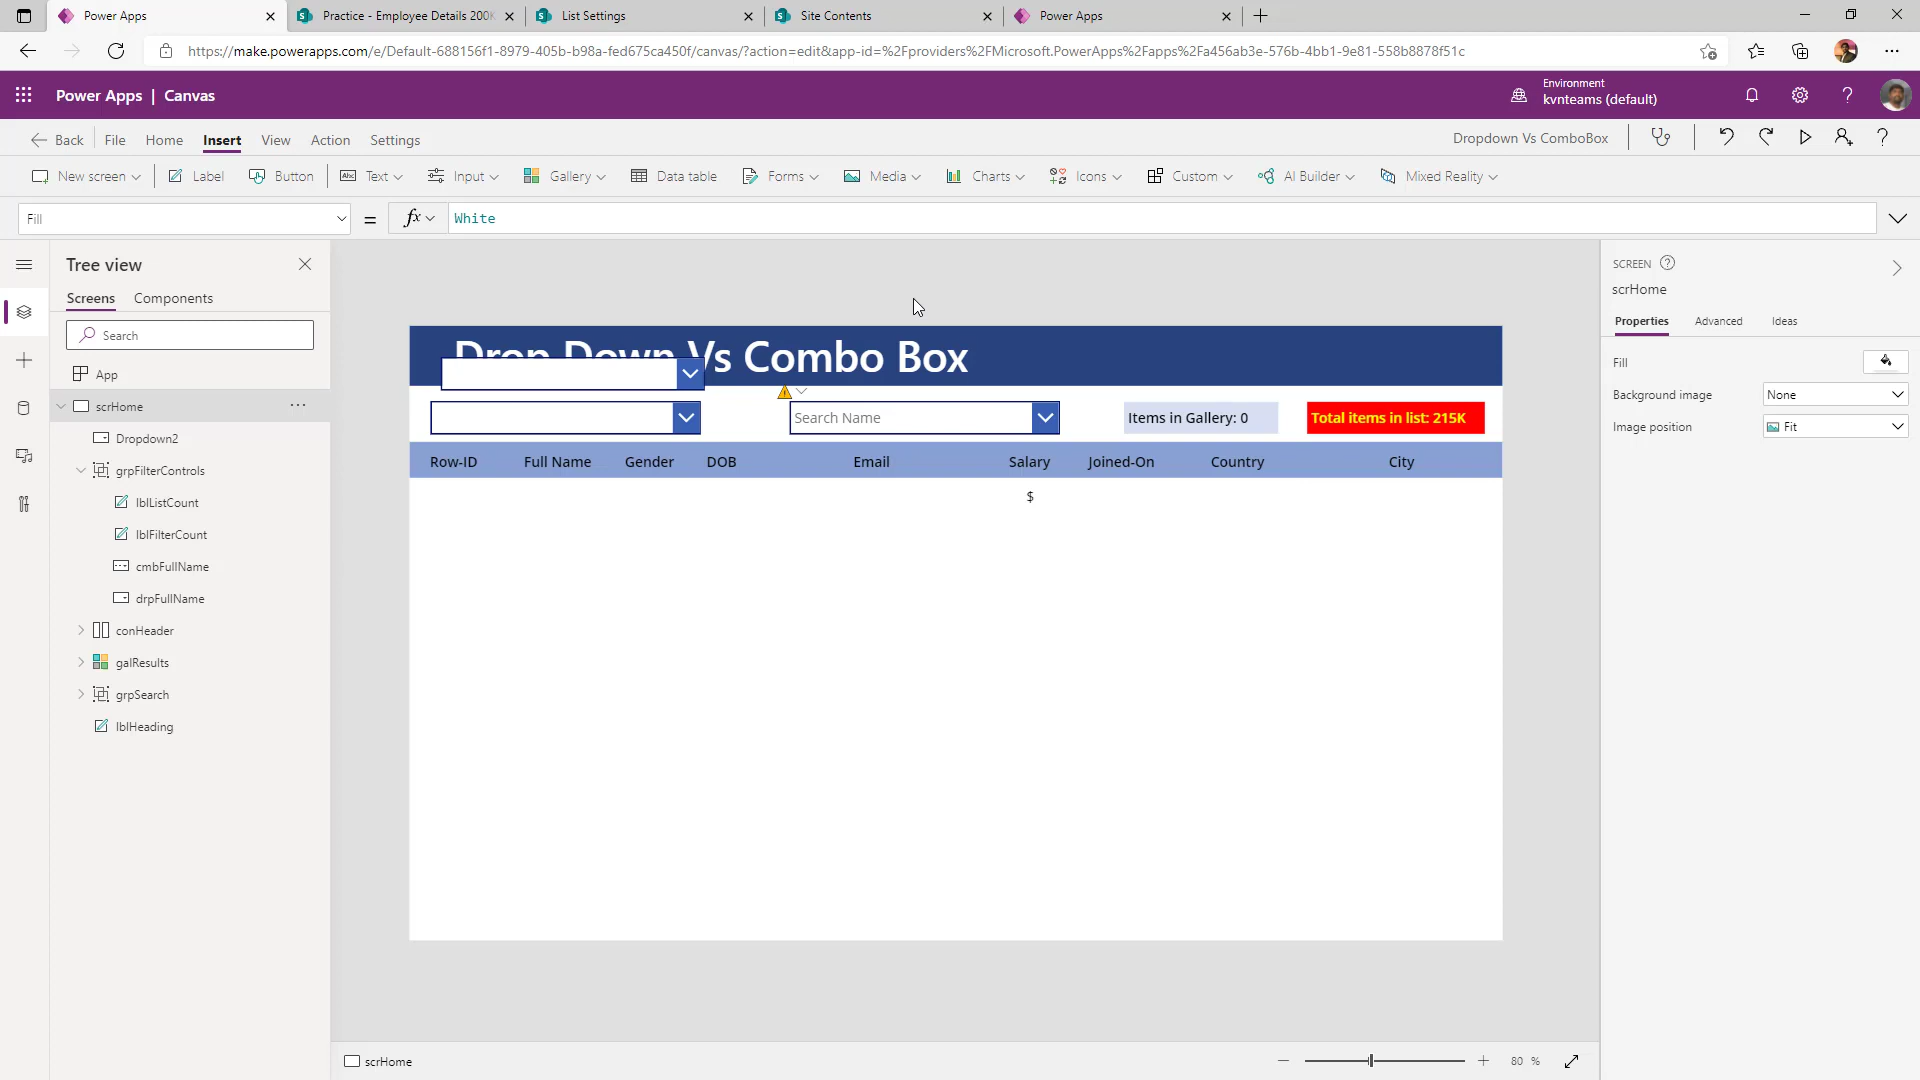 Power Apps
Practice - Employee Details 200K
List Settings
Site Contents
Power Apps
https://make.powerapps.com/e/Default-688156f1-8979-405b-b98a-fed675ca450f/canvas/?action=edit&app-id=%2Fproviders%2FMicrosoft.PowerApps%2Fapps%2Fa456ab3e-576b-4bb1-9e81-558b8878f51c
Power Apps | Canvas
Environment
kvnteams (default)
Back
File
Home
Insert
View
Action
Settings
Dropdown Vs ComboBox
New screen
Label
Button
Text
Input
Gallery
Data table
Forms
Media
Charts
Icons
Custom
AI Builder
Mixed Reality
Fill
=
fx
White
Tree view
Screens
Components
Search
App
scrHome
Dropdown2
grpFilterControls
lblListCount
lblFilterCount
cmbFullName
drpFullName
conHeader
galResults
grpSearch
lblHeading
Drop Down Vs Combo Box
Search Name
Items in Gallery: 0
Total items in list: 215K
Row-ID
Full Name
Gender
DOB
Email
Salary
Joined-On
Country
City
$
SCREEN
scrHome
Properties
Advanced
Ideas
Fill
Background image
None
Image position
Fit
scrHome
80 %